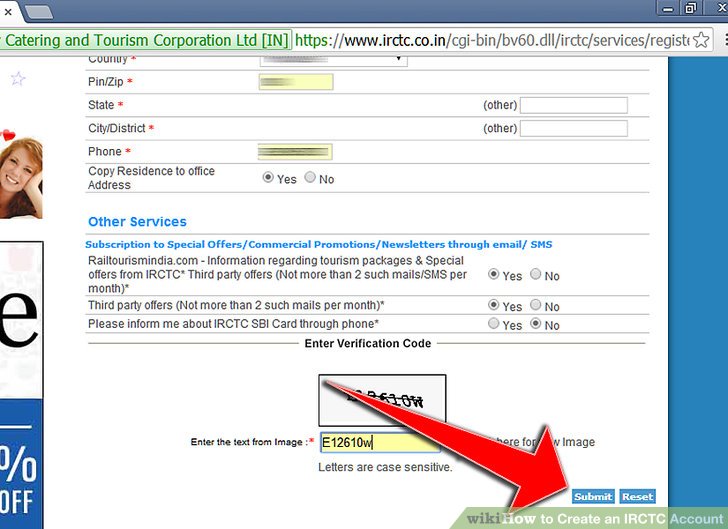 Catering and Tourism Corporation Ltd [IN] https://www.irctc.co.in/cgi-bin/bv60.dll/irctc/services/registe
Country *
Pin/Zip *
State * (other)
City/District * (other)
Phone *
Copy Residence to office
Address
Yes No
Other Services
Subscription to Special Offers/Commercial Promotions/Newsletters through email/ SMS
Railtourismindia.com - Information regarding tourism packages & Special
offers from IRCTC* Third party offers (Not more than 2 such mails/SMS per
month)*
Yes No
Third party offers (Not more than 2 such mails per month)* Yes No
Please inform me about IRCTC SBI Card through phone* Yes No
Enter Verification Code
Enter the text from Image : * E12610w here for Image
Letters are case sensitive.
Submit Reset
e
%
OFF
wikiHow to Create an IRCTC Account